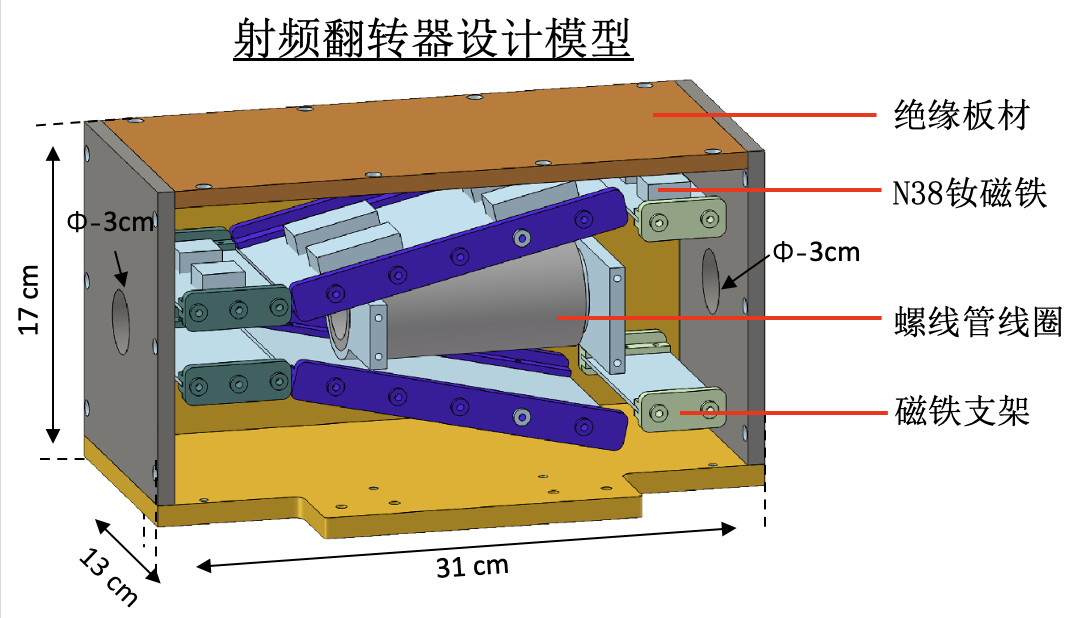 射频翻转器设计模型
绝缘板材
N38钕磁铁
Φ-3cm
Φ-3cm
17 cm
螺线管线圈
磁铁支架
13 cm
31 cm